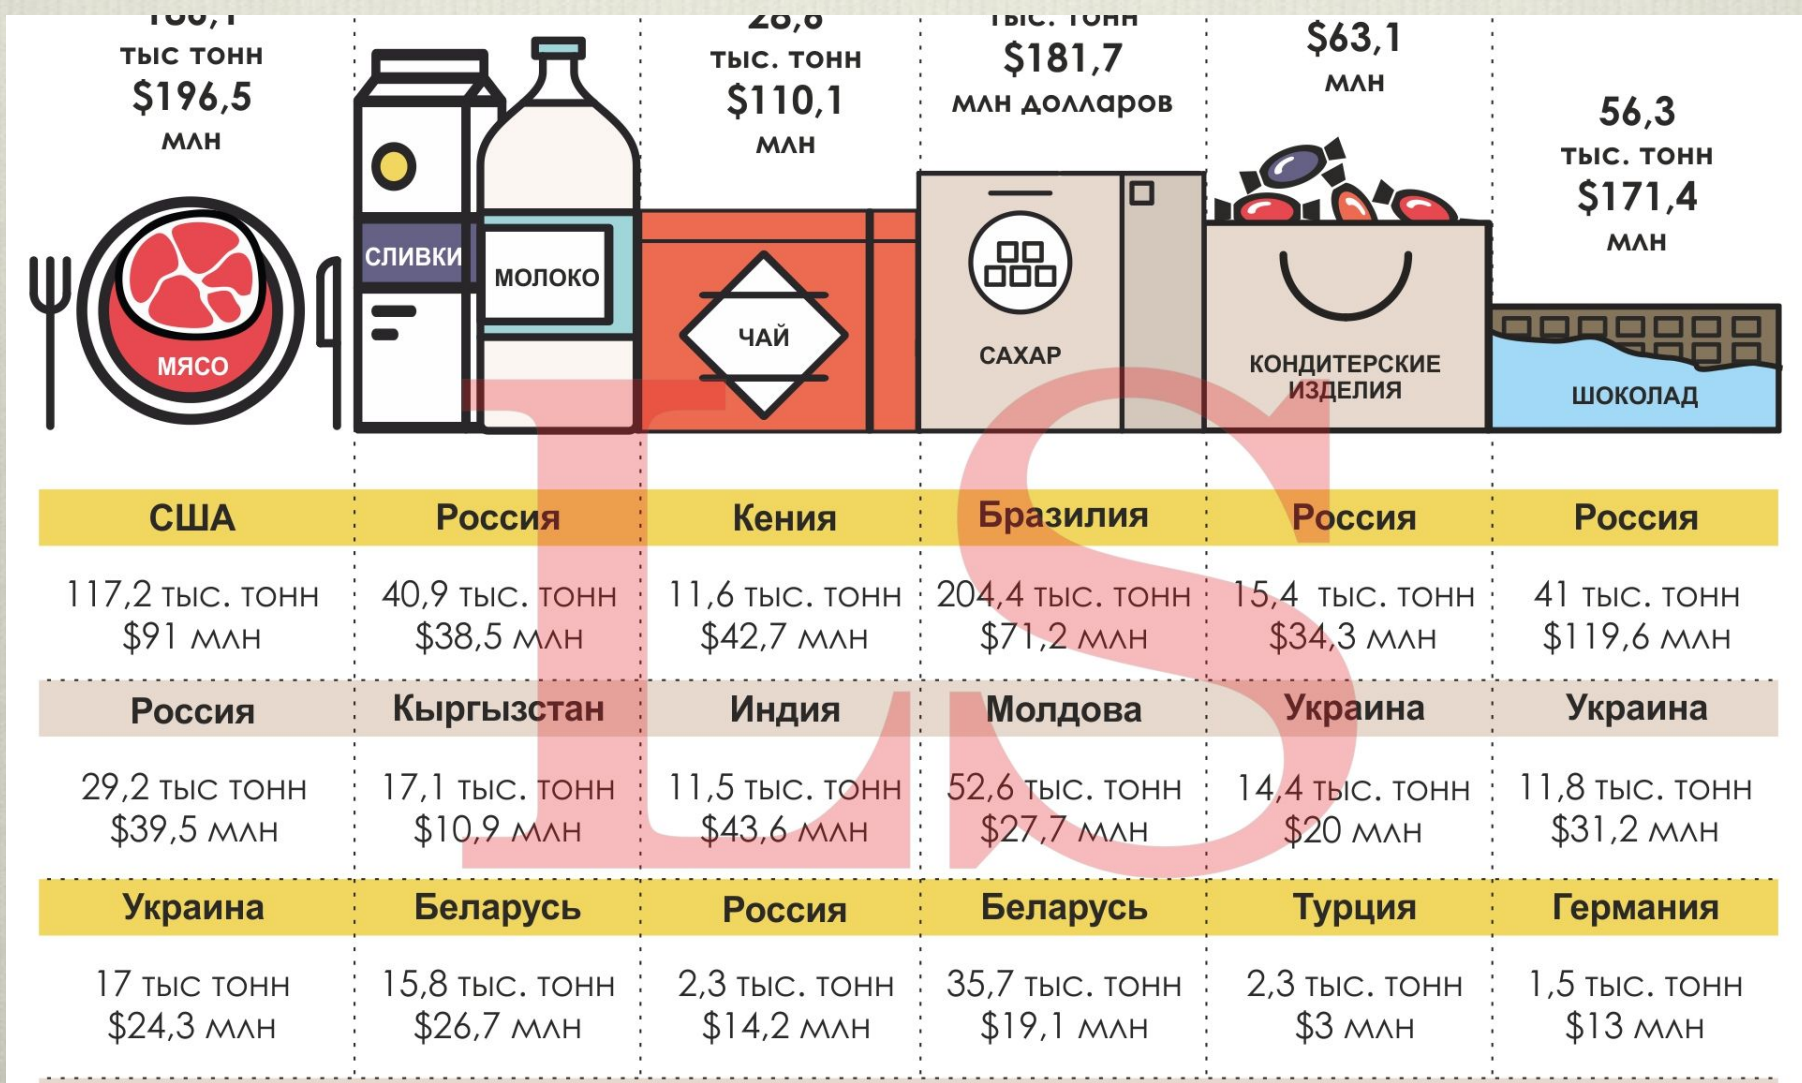 тыс тонн
$196,5
млн
28,8
тыс. тонн
$110,1
млн
тыс. тонн
$181,7
млн долларов
$63,1
млн
56,3
тыс. тонн
$171,4
млн
МЯСО
СЛИВКИ
МОЛОКО
ЧАЙ
САХАР
КОНДИТЕРСКИЕ
ИЗДЕЛИЯ
ШОКОЛАД
LS
США Россия Кения Бразилия Россия Россия
117,2 тыс. тонн 40,9 тыс. тонн 11,6 тыс. тонн 204,4 тыс. тонн 15,4 тыс. тонн 41 тыс. тонн
$91 млн $38,5 млн $42,7 млн $71,2 млн $34,3 млн $119,6 млн
Россия Кыргызстан Индия Молдова Украина Украина
29,2 тыс тонн 17,1 тыс. тонн 11,5 тыс. тонн 52,6 тыс. тонн 14,4 тыс. тонн 11,8 тыс. тонн
$39,5 млн $10,9 млн $43,6 млн $27,7 млн $20 млн $31,2 млн
Украина Беларусь Россия Беларусь Турция Германия
17 тыс тонн 15,8 тыс. тонн 2,3 тыс. тонн 35,7 тыс. тонн 2,3 тыс. тонн 1,5 тыс. тонн
$24,3 млн $26,7 млн $14,2 млн $19,1 млн $3 млн $13 млн